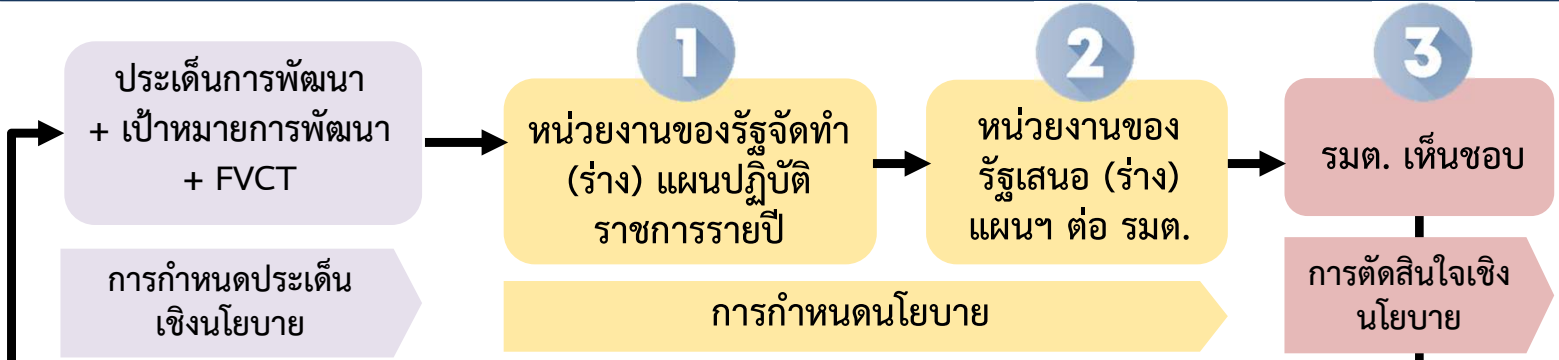 1
2
3
ประเด็นการพัฒนา
+ เป้าหมายการพัฒนา
+ FVCT
หน่วยงานของรัฐจัดทำ
(ร่าง) แผนปฏิบัติ
ราชการรายปี
หน่วยงานของ
รัฐเสนอ (ร่าง)
แผนฯ ต่อ รมต.
รมต. เห็นชอบ
การกำหนดประเด็น
เชิงนโยบาย
การกำหนดนโยบาย
การตัดสินใจเชิง
นโยบาย